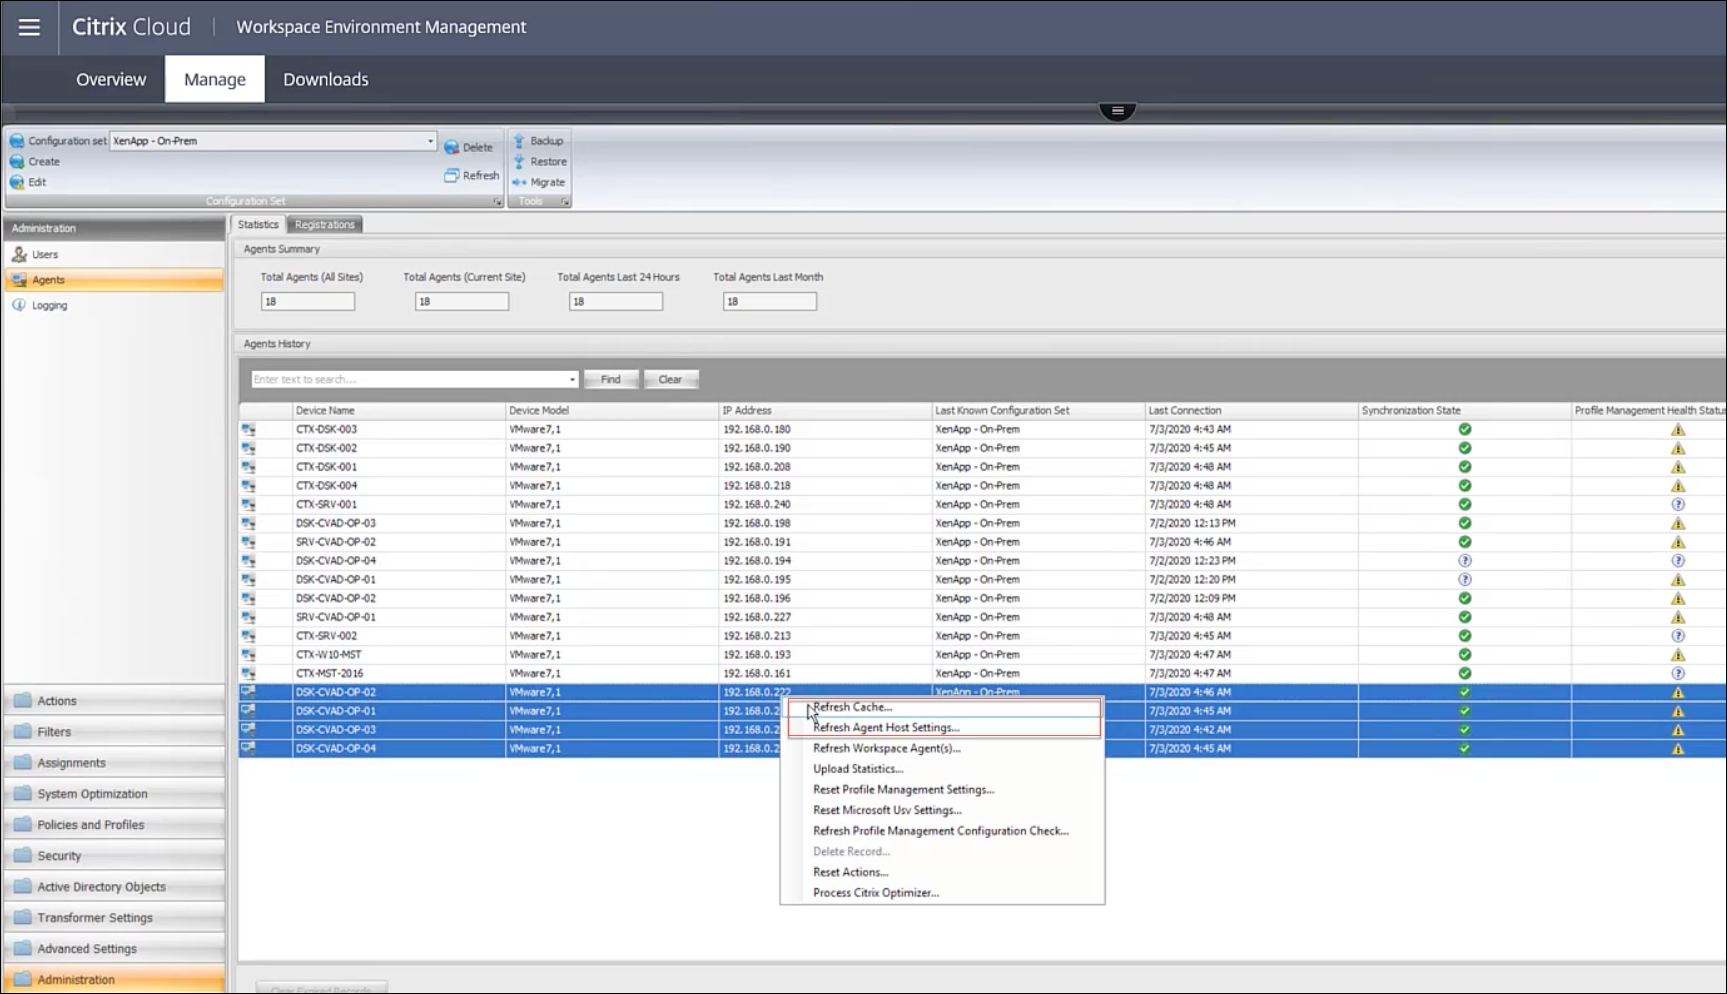 Citrix Cloud | Workspace Environment Management
Overview Manage Downloads
Configuration set XenApp - On-Prem
Create
Edit
Delete
Refresh
Configuration Set
Backup
Restore
Migrate
Tools
Administration
Users
Agents
Logging
Actions
Filters
Assignments
System Optimization
Policies and Profiles
Security
Active Directory Objects
Transformer Settings
Advanced Settings
Administration
Statistics Registrations
Agents Summary
Total Agents (All Sites) Total Agents (Current Site) Total Agents Last 24 Hours Total Agents Last Month
18 18 18 18
Agents History
Enter text to search... Find Clear
Device Name Device Model IP Address Last Known Configuration Set Last Connection Synchronization State Profile Management Health Status
CTX-DSK-003 VMware7,1 192.168.0.180 XenApp - On-Prem 7/3/2020 4:43 AM
CTX-DSK-002 VMware7,1 192.168.0.190 XenApp - On-Prem 7/3/2020 4:45 AM
CTX-DSK-001 VMware7,1 192.168.0.208 XenApp - On-Prem 7/3/2020 4:48 AM
CTX-DSK-004 VMware7,1 192.168.0.218 XenApp - On-Prem 7/3/2020 4:48 AM
CTX-SRV-001 VMware7,1 192.168.0.240 XenApp - On-Prem 7/3/2020 4:48 AM
DSK-CVAD-OP-03 VMware7,1 192.168.0.198 XenApp - On-Prem 7/2/2020 12:13 PM
SRV-CVAD-OP-02 VMware7,1 192.168.0.191 XenApp - On-Prem 7/3/2020 4:46 AM
DSK-CVAD-OP-04 VMware7,1 192.168.0.194 XenApp - On-Prem 7/2/2020 12:23 PM
DSK-CVAD-OP-01 VMware7,1 192.168.0.195 XenApp - On-Prem 7/2/2020 12:20 PM
DSK-CVAD-OP-02 VMware7,1 192.168.0.196 XenApp - On-Prem 7/2/2020 12:09 PM
SRV-CVAD-OP-01 VMware7,1 192.168.0.227 XenApp - On-Prem 7/3/2020 4:48 AM
CTX-SRV-002 VMware7,1 192.168.0.213 XenApp - On-Prem 7/3/2020 4:45 AM
CTX-W10-MST VMware7,1 192.168.0.193 XenApp - On-Prem 7/3/2020 4:47 AM
CTX-MST-2016 VMware7,1 192.168.0.161 XenApp - On-Prem 7/3/2020 4:47 AM
DSK-CVAD-OP-02 VMware7,1 192.168.0.222 XenApp - On-Prem 7/3/2020 4:46 AM
DSK-CVAD-OP-01 VMware7,1 192.168.0.2 7/3/2020 4:45 AM
DSK-CVAD-OP-03 VMware7,1 192.168.0.2 7/3/2020 4:42 AM
DSK-CVAD-OP-04 VMware7,1 192.168.0.2 7/3/2020 4:45 AM
Refresh Cache...
Refresh Agent Host Settings...
Refresh Workspace Agent(s)...
Upload Statistics...
Reset Profile Management Settings...
Reset Microsoft Usv Settings...
Refresh Profile Management Configuration Check...
Delete Record...
Reset Actions...
Process Citrix Optimizer...
Clear Expired Records